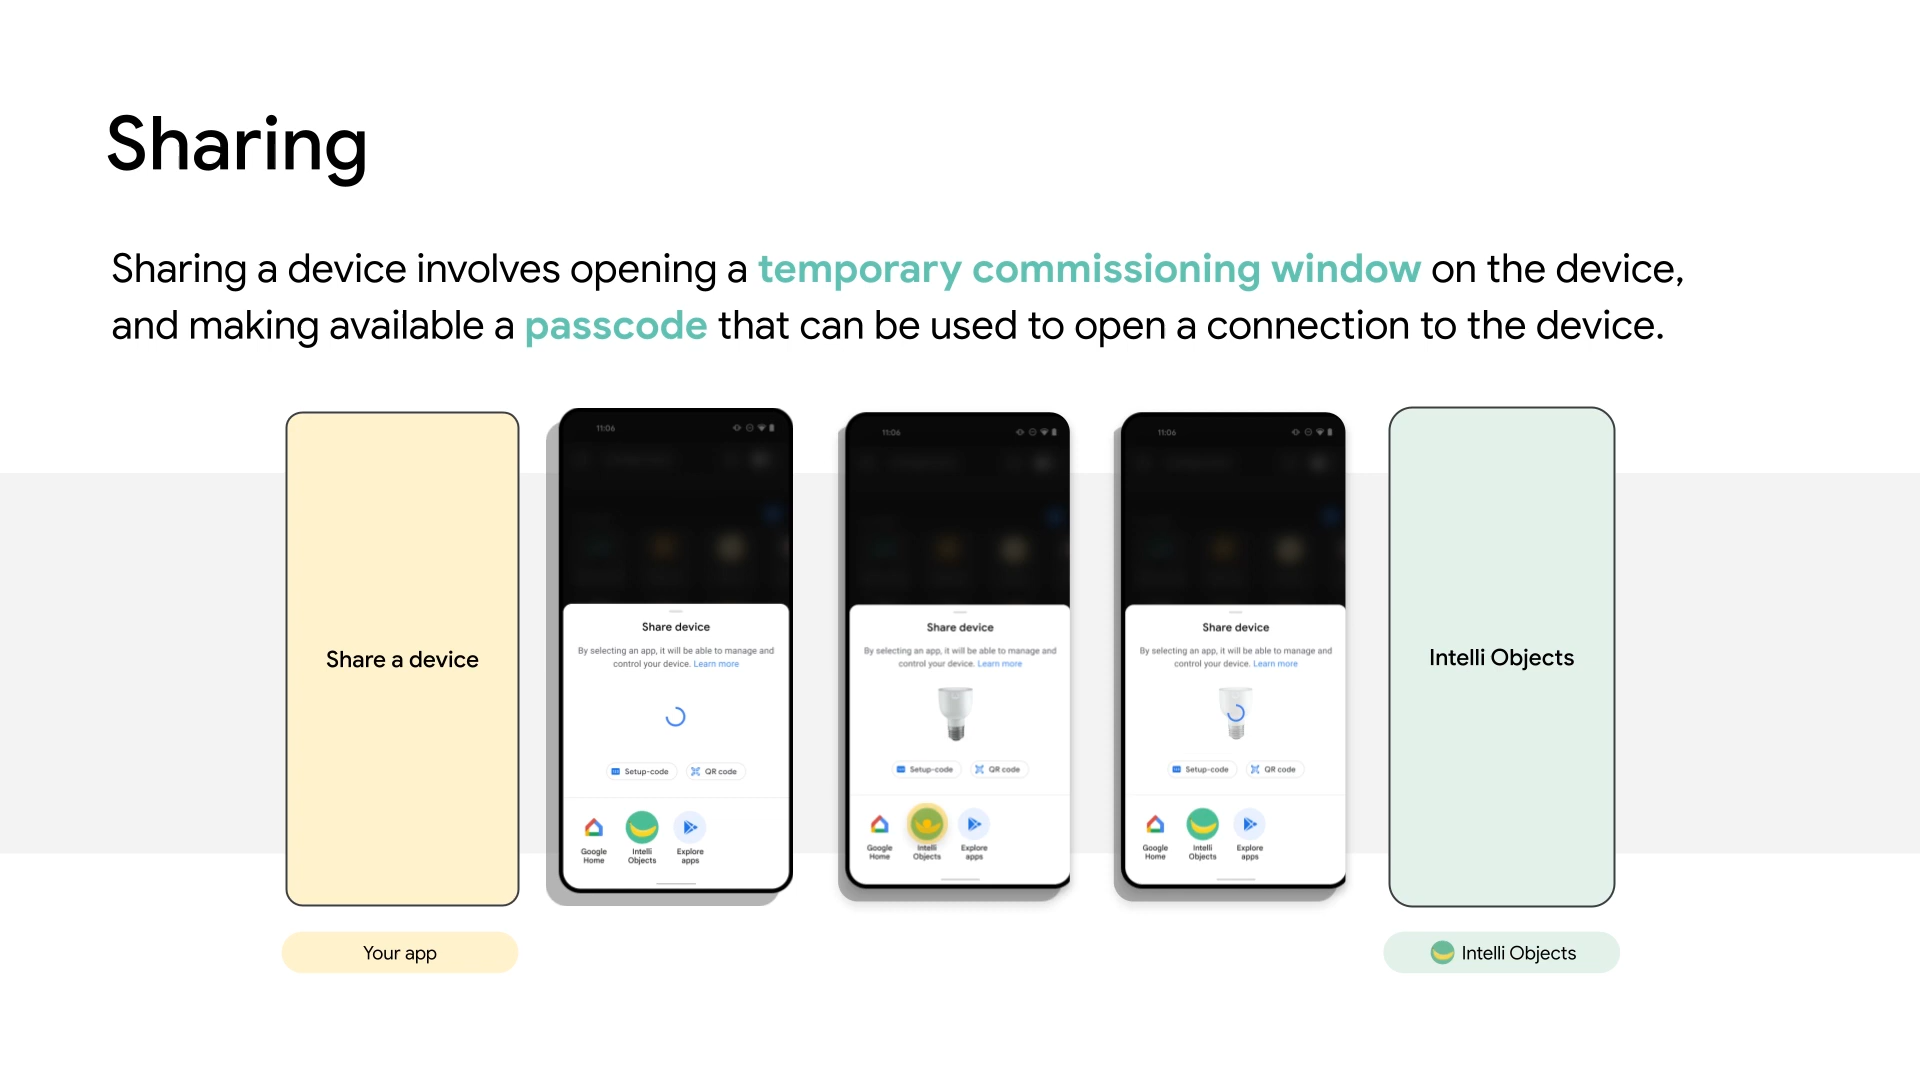 Sharing
Sharing a device involves opening a temporary commissioning window on the device,
and making available a passcode that can be used to open a connection to the device.
Share a device
Your app
11:06
Share device
By selecting an app, it will be able to manage and
control your device. Learn more
Setup-code QR code
Google Home
Intelli Objects
Explore apps
11:06
Share device
By selecting an app, it will be able to manage and
control your device. Learn more
Setup-code QR code
Google Home
Intelli Objects
Explore apps
11:06
Share device
By selecting an app, it will be able to manage and
control your device. Learn more
Setup-code QR code
Google Home
Intelli Objects
Explore apps
Intelli Objects
Intelli Objects